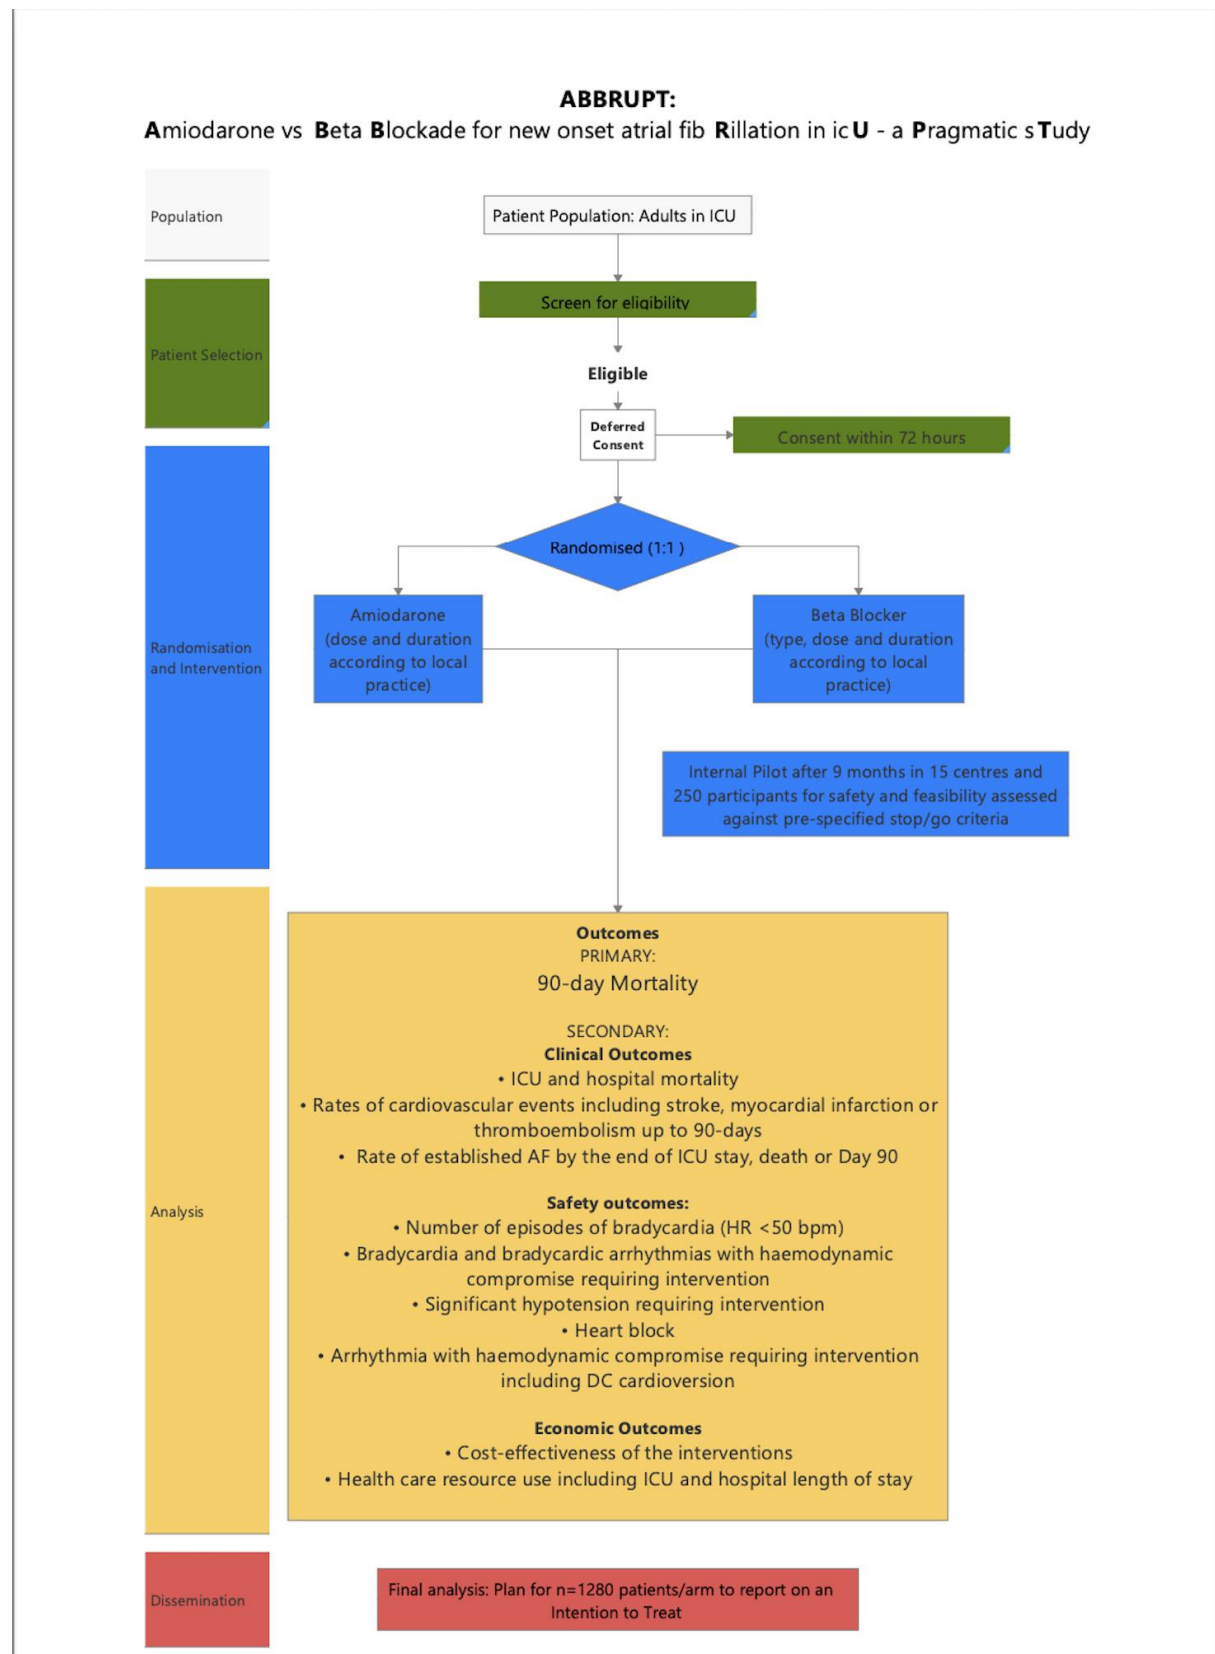 ABBRUPT:
Amiodarone vs Beta Blockade for new onset atrial fib Rillation in ic U - a Pragmatic s Tudy
Population
Patient Population: Adults in ICU
Patient Selection
Screen for eligibility
Eligible
Deferred
Consent
Consent within 72 hours
Randomisation
and Intervention
Randomised (1:1 )
Amiodarone
(dose and duration
according to local
practice)
Beta Blocker
(type, dose and duration
according to local
practice)
Internal Pilot after 9 months in 15 centres and
250 participants for safety and feasibility assessed
against pre-specified stop/go criteria
Analysis
Outcomes
PRIMARY:
90-day Mortality
SECONDARY:
Clinical Outcomes
• ICU and hospital mortality
• Rates of cardiovascular events including stroke, myocardial infarction or
thromboembolism up to 90-days
• Rate of established AF by the end of ICU stay, death or Day 90
Safety outcomes:
• Number of episodes of bradycardia (HR <50 bpm)
• Bradycardia and bradycardic arrhythmias with haemodynamic
compromise requiring intervention
• Significant hypotension requiring intervention
• Heart block
• Arrhythmia with haemodynamic compromise requiring intervention
including DC cardioversion
Economic Outcomes
• Cost-effectiveness of the interventions
• Health care resource use including ICU and hospital length of stay
Dissemination
Final analysis: Plan for n=1280 patients/arm to report on an
Intention to Treat